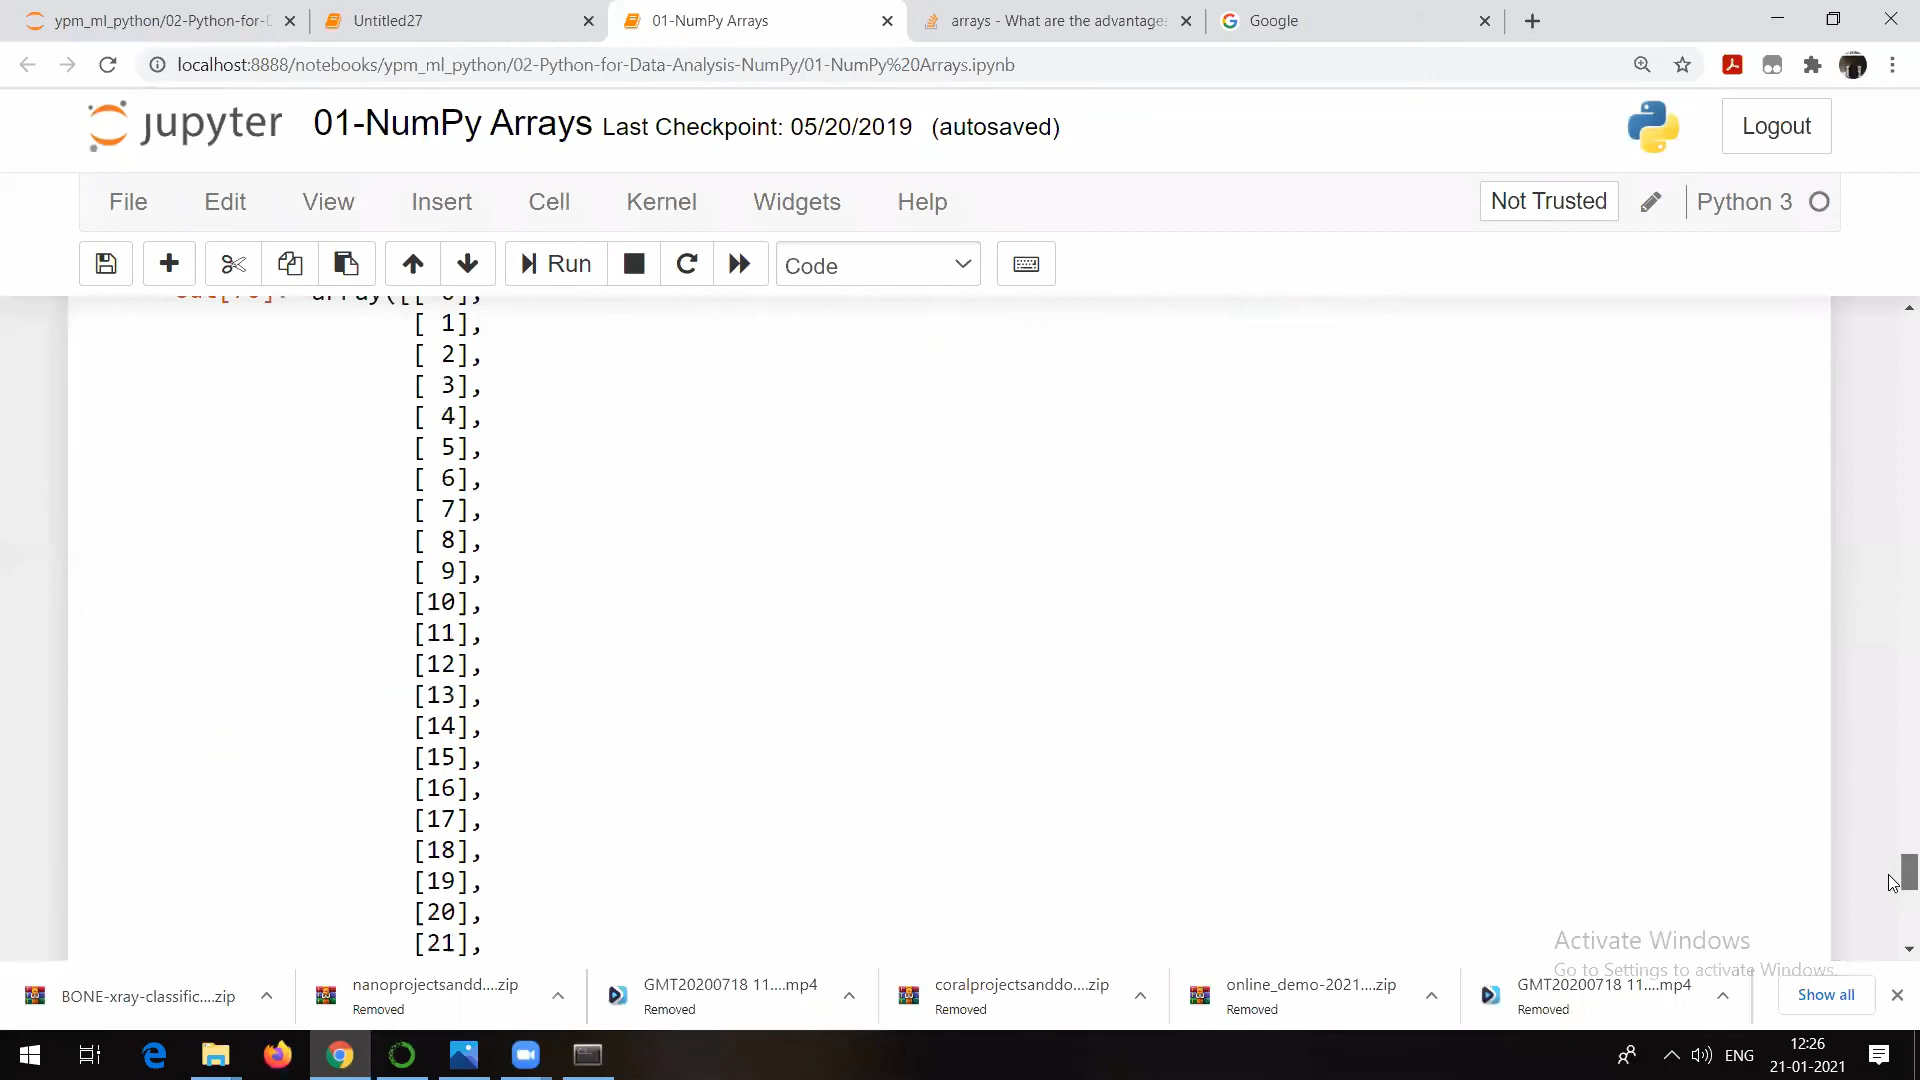 ypm_ml_python/02-Python-for-D
Untitled27
01-NumPy Arrays
arrays - What are the advantage
Google
localhost:8888/notebooks/ypm_ml_python/02-Python-for-Data-Analysis-NumPy/01-NumPy%20Arrays.ipynb
jupyter 01-NumPy Arrays Last Checkpoint: 05/20/2019 (autosaved)
Logout
File Edit View Insert Cell Kernel Widgets Help
Not Trusted
Python 3
Run
Code
[ 1],
[ 2],
[ 3],
[ 4],
[ 5],
[ 6],
[ 7],
[ 8],
[ 9],
[10],
[11],
[12],
[13],
[14],
[15],
[16],
[17],
[18],
[19],
[20],
[21],
Activate Windows
Go to Settings to activate Windows.
BONE-xray-classific....zip
nanoprojectsandd....zip
Removed
GMT20200718 11....mp4
Removed
coralprojectsanddo....zip
Removed
online_demo-2021....zip
Removed
GMT20200718 11....mp4
Removed
Show all
ENG
12:26
21-01-2021